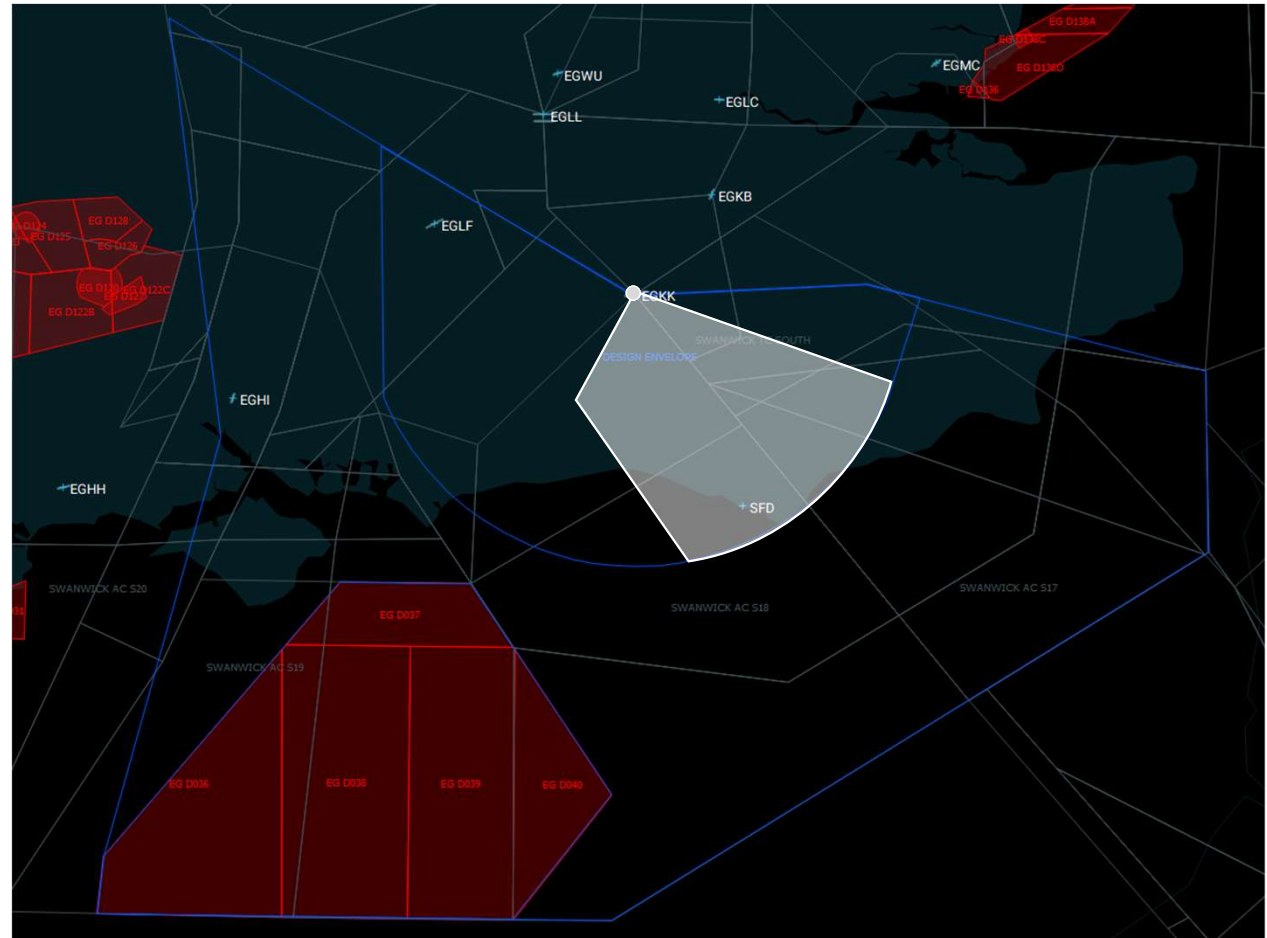 EG D138A
EG D138C
EG D138D
EGMC
EGWU
EG D136
EGLC
EGLL
EGKB
EG D128
EGLF
EG D125
EG D126
EG D122C
EG D122B
EGKK
SWANWICK TC SOUTH
DESIGN ENVELOPE
EGHI
EGHH
SFD
SWANWICK AC S20
SWANWICK AC S17
SWANWICK AC S18
EG D037
SWANWICK AC S19
EG D036
EG D038
EG D039
EG D040